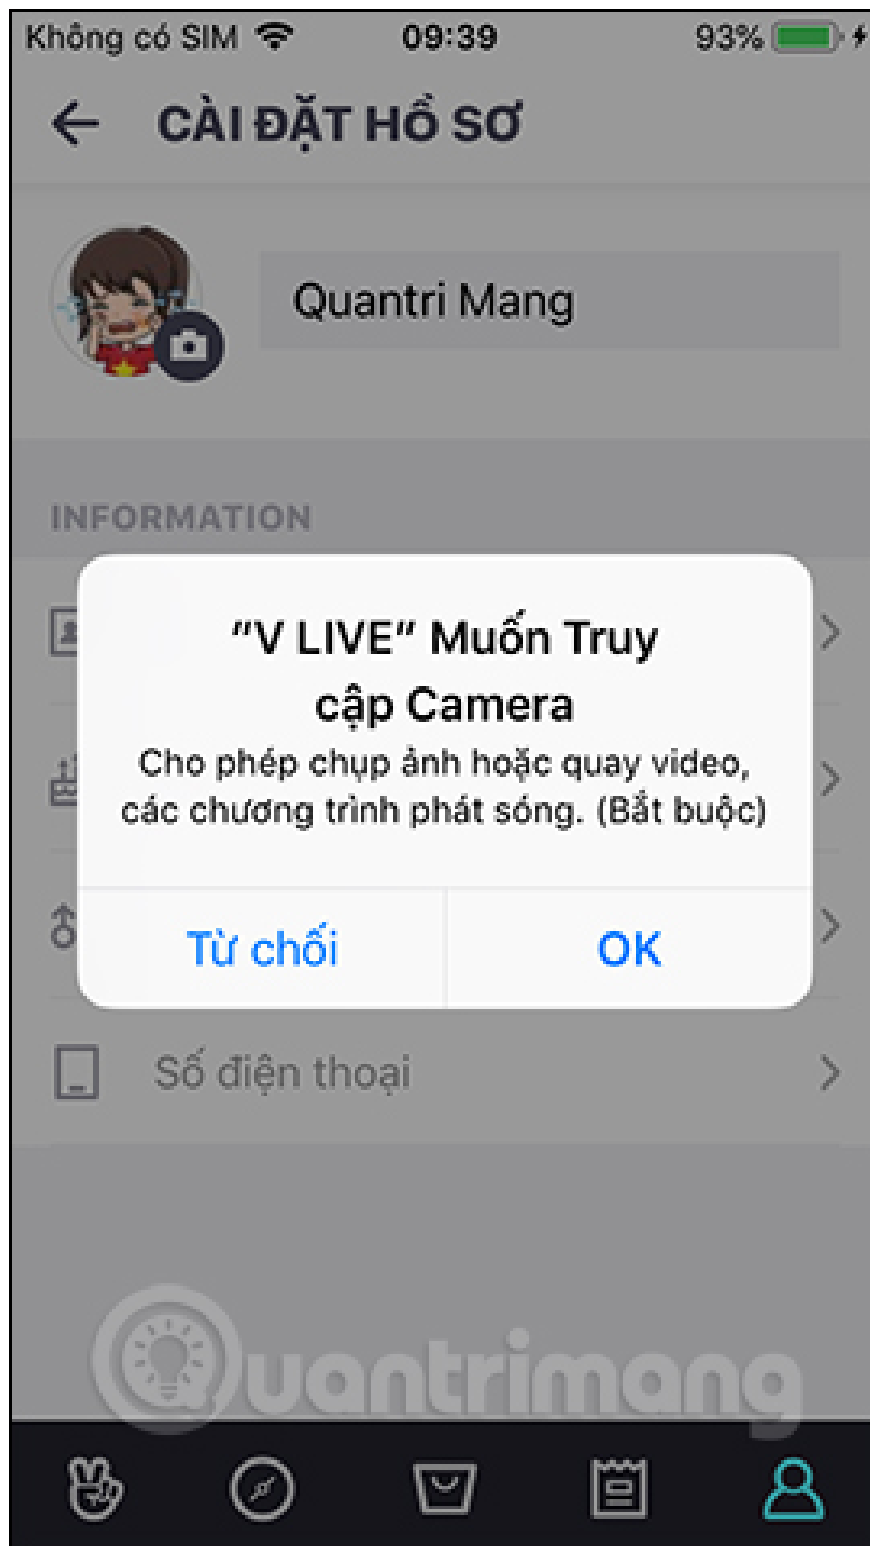 Không có SIM 09:39 93%
CÀI ĐẶT HỒ SƠ
Quantri Mang
INFORMATION
"V LIVE" Muốn Truy
cập Camera
Cho phép chụp ảnh hoặc quay video,
các chương trình phát sóng. (Bắt buộc)
Từ chối OK
Số điện thoại
Quantrimang